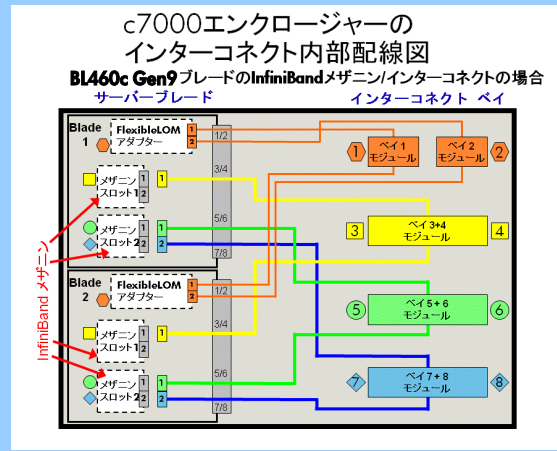 c7000エンクロージャーの
インターコネクト内部配線図
BL460c Gen9ブレードのInfiniBandメザニン/インターコネクトの場合
サーバーブレード
インターコネクト ベイ
Blade
1
FlexibleLOM
アダプター
1
2
1/2
メザニン
スロット1
1
2
1
3/4
メザニン
スロット2
1
2
1
2
5/6
7/8
Blade
2
FlexibleLOM
アダプター
1
2
1/2
メザニン
スロット1
1
2
1
3/4
メザニン
スロット2
1
2
1
2
5/6
7/8
InfiniBand メザニン
1
ベイ 1
モジュール
ベイ 2
モジュール
2
3
ベイ 3+4
モジュール
4
5
ベイ 5 + 6
モジュール
6
7
ベイ 7 + 8
モジュール
8